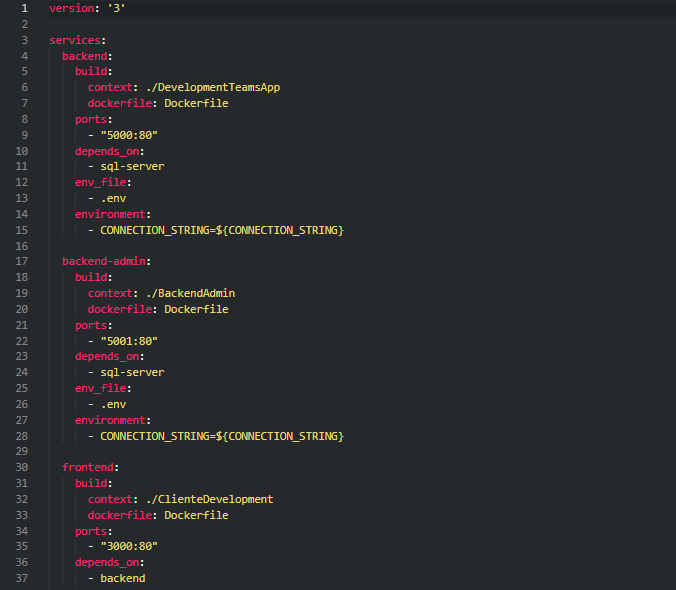 1 version: '3'
2
3 services:
4   backend:
5     build:
6       context: ./DevelopmentTeamsApp
7       dockerfile: Dockerfile
8     ports:
9       - "5000:80"
10     depends_on:
11       - sql-server
12     env_file:
13       - .env
14     environment:
15       - CONNECTION_STRING=${CONNECTION_STRING}
16
17   backend-admin:
18     build:
19       context: ./BackendAdmin
20       dockerfile: Dockerfile
21     ports:
22       - "5001:80"
23     depends_on:
24       - sql-server
25     env_file:
26       - .env
27     environment:
28       - CONNECTION_STRING=${CONNECTION_STRING}
29
30   frontend:
31     build:
32       context: ./ClienteDevelopment
33       dockerfile: Dockerfile
34     ports:
35       - "3000:80"
36     depends_on:
37       - backend